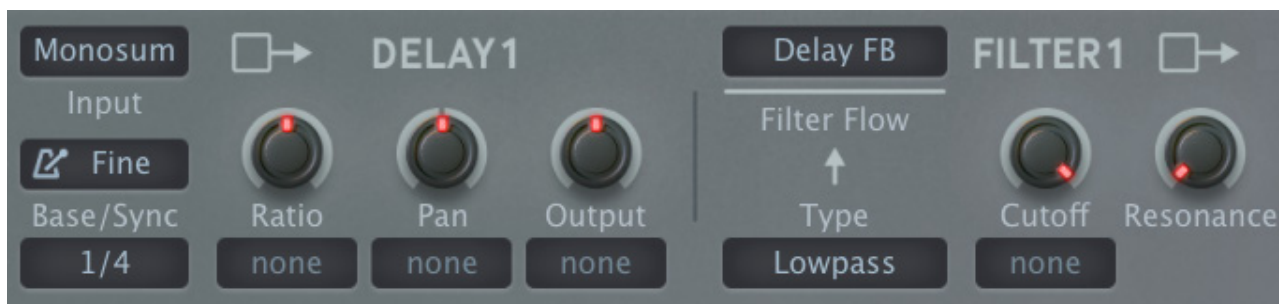 Monosum
DELAY1
Delay FB
FILTER1
Input
Filter Flow
Fine
Base/Sync
Ratio
Pan
Output
Type
Cutoff
Resonance
1/4
none
none
none
Lowpass
none